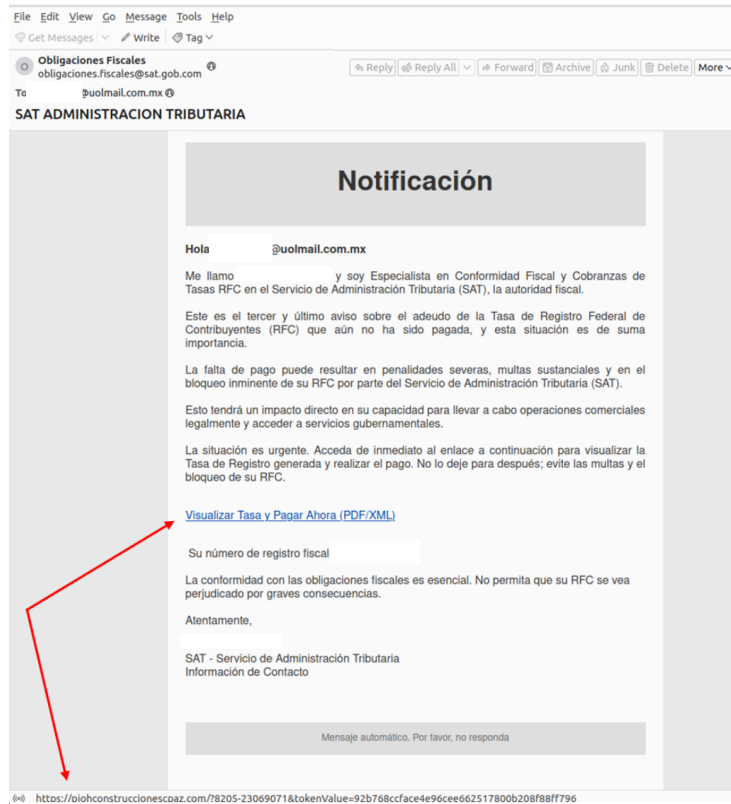 File Edit View Go Message Tools Help
Get Messages Write Tag
O Obligaciones Fiscales
obligaciones.fiscales@sat.gob.com
Reply Reply All Forward Archive Junk Delete More
To @uolmail.com.mx
SAT ADMINISTRACION TRIBUTARIA
Notificación
Hola @uolmail.com.mx
Me llamo y soy Especialista en Conformidad Fiscal y Cobranzas de
Tasas RFC en el Servicio de Administración Tributaria (SAT), la autoridad fiscal.
Este es el tercer y último aviso sobre el adeudo de la Tasa de Registro Federal de
Contribuyentes (RFC) que aún no ha sido pagada, y esta situación es de suma
importancia.
La falta de pago puede resultar en penalidades severas, multas sustanciales y en el
bloqueo inminente de su RFC por parte del Servicio de Administración Tributaria (SAT).
Esto tendrá un impacto directo en su capacidad para llevar a cabo operaciones comerciales
legalmente y acceder a servicios gubernamentales.
La situación es urgente. Acceda de inmediato al enlace a continuación para visualizar la
Tasa de Registro generada y realizar el pago. No lo deje para después; evite las multas y el
bloqueo de su RFC.
Visualizar Tasa y Pagar Ahora (PDF/XML)
Su número de registro fiscal
La conformidad con las obligaciones fiscales es esencial. No permita que su RFC se vea
perjudicado por graves consecuencias.
Atentamente,
SAT - Servicio de Administración Tributaria
Información de Contacto
Mensaje automático. Por favor, no responda
https://piohconstruccionescpaz.com/?8205-23069071&tokenValue=92b768ccface4e96cee662517800b208f88ff796